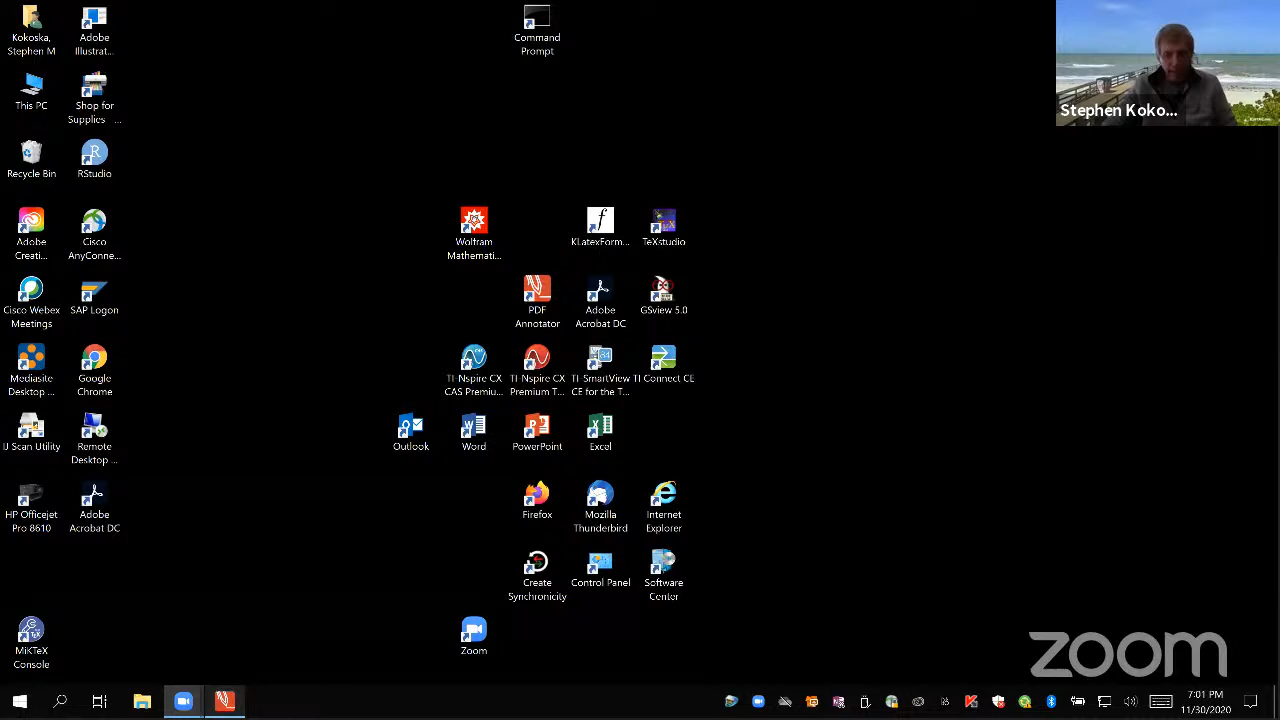 Kokoska,
Stephen M
Adobe
Illustrat...
Command
Prompt
Stephen Koko...
This PC
Shop for
Supplies - ...
Recycle Bin
RStudio
Adobe
Creati...
Cisco
AnyConne...
Wolfram
Mathemati...
KLatexForm...
TeXstudio
Cisco Webex
Meetings
SAP Logon
PDF
Annotator
Adobe
Acrobat DC
GSview 5.0
Mediasite
Desktop ...
Google
Chrome
TI-Nspire CX
CAS Premiu...
TI-Nspire CX
Premium T...
TI-SmartView
CE for the T...
TI Connect CE
IJ Scan Utility
Remote
Desktop ...
Outlook
Word
PowerPoint
Excel
HP Officejet
Pro 8610
Adobe
Acrobat DC
Firefox
Mozilla
Thunderbird
Internet
Explorer
Create
Synchronicity
Control Panel
Software
Center
MiKTeX
Console
Zoom
zoom
7:01 PM
11/30/2020